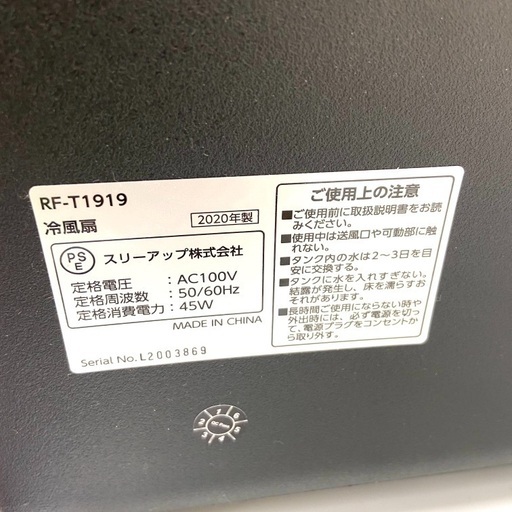 RF-T1919
冷風扇
2020年製
PS
E
スリーアップ株式会社
定格電圧 : AC100V
定格周波数 : 50/60Hz
定格消費電力 : 45W
MADE IN CHINA
Serial No.L2003869
ご使用上の注意
■ご使用前に取扱説明書をお読
みください。
■使用中は送風口や可動部に触
れない。
■タンク内の水は2～3日を目
安に交換する。
■タンクに水を入れすぎない。
結露が発生し、床を濡らすお
それがあります。
■長時間ご使用にならない時や
外出時には、必ず電源を切っ
て、電源プラグをコンセントか
ら取り外す。